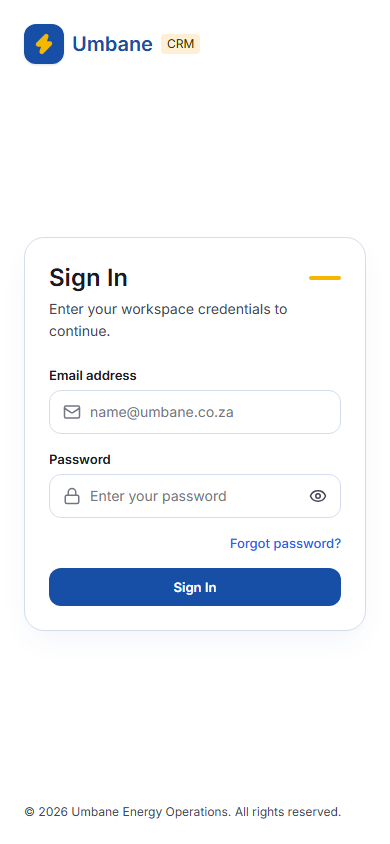 Umbane CRM
Sign In
Enter your workspace credentials to
continue.
Email address
name@umbane.co.za
Password
Enter your password
Forgot password?
Sign In
© 2026 Umbane Energy Operations. All rights reserved.